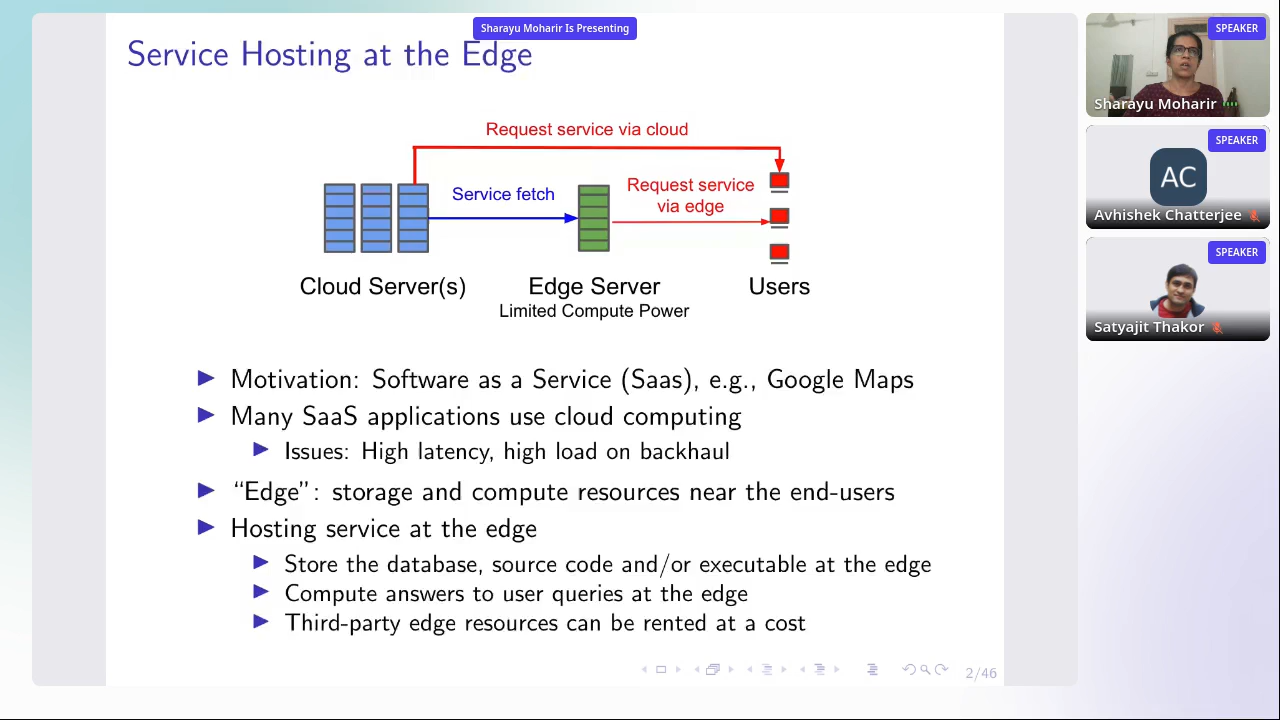 Sharayu Moharir Is Presenting
Service Hosting at the Edge
Request service via cloud
Service fetch
Request service
via edge
Cloud Server(s)
Edge Server
Limited Compute Power
Users
Motivation: Software as a Service (Saas), e.g., Google Maps
Many SaaS applications use cloud computing
Issues: High latency, high load on backhaul
“Edge”: storage and compute resources near the end-users
Hosting service at the edge
Store the database, source code and/or executable at the edge
Compute answers to user queries at the edge
Third-party edge resources can be rented at a cost
2/46
SPEAKER
Sharayu Moharir
SPEAKER
AC
Avhishek Chatterjee
SPEAKER
Satyajit Thakor